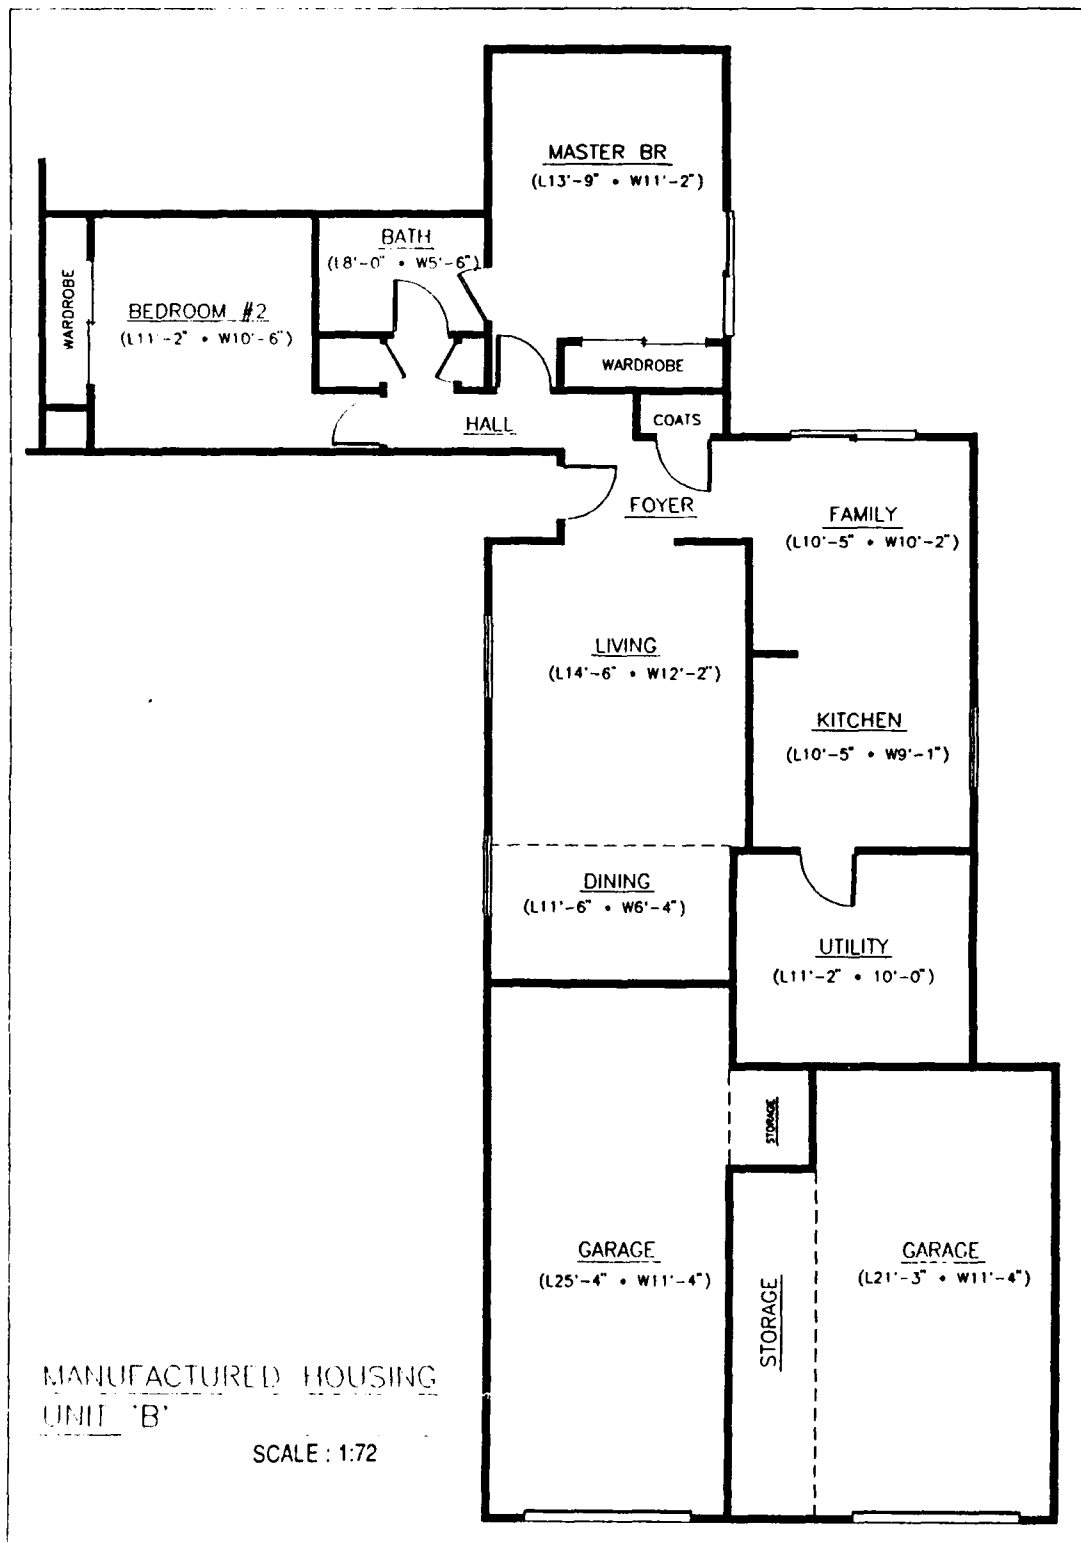 MASTER BR
(L13'-9" • W11'-2")
BATH
(L8'-0" • W5'-6")
WARDROBE
BEDROOM #2
(L11'-2" • W10'-6")
WARDROBE
COATS
HALL
FOYER
FAMILY
(L10'-5" • W10'-2")
LIVING
(L14'-6" • W12'-2")
KITCHEN
(L10'-5" • W9'-1")
DINING
(L11'-6" • W6'-4")
UTILITY
(L11'-2" • 10'-0")
STORAGE
GARAGE
(L25'-4" • W11'-4")
GARAGE
(L21'-3" • W11'-4")
STORAGE
MANUFACTURED HOUSING
UNIT 'B'
SCALE : 1:72